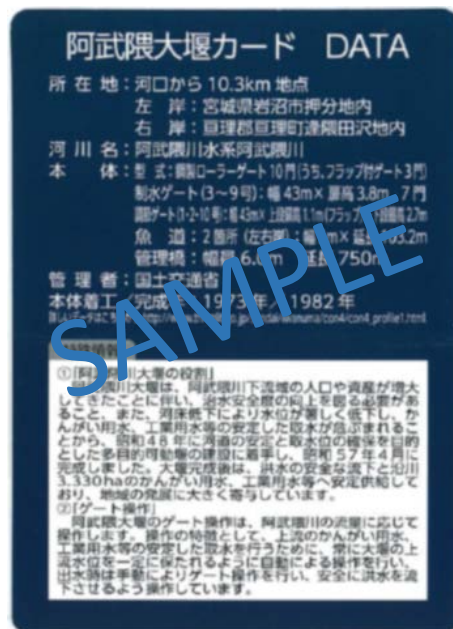 阿武隈大堰カード DATA
所 在 地：河口から 10.3km 地点
左 岸：宮城県岩沼市押分地内
右 岸：亘理郡亘理町逢隈田沢地内
河 川 名：阿武隈川水系阿武隈川
本 体：型 式：鋼製ローラーゲート10門(うち、フラップ付ゲート3門)
制水ゲート(3～9号)：幅 43m× 扉高 3.8m、7 門
調節ゲート(1･2･10号)：幅43m×上段扉高1.1m(フラップ)下段扉高2.7m
魚 道：2 箇所 (左右岸)：幅 m× 延長 63.2m
管理橋：幅員 6.0m 延長 750m
管 理 者：国土交通省
本体着工／完成年：1973 年／1982 年
SAMPLE
①「阿武隈川大堰の役割」
阿武隈川大堰は、阿武隈川下流域の人口や資産が増大
してきたことに伴い、治水安全度の向上を図る必要があ
ること、また、河床低下により水位が著しく低下し、か
んがい用水、工業用水等の安定した取水が危ぶまれるこ
とから、昭和48年に河道の安定と取水位の確保を目的
とした多目的可動堰の建設に着手し、昭和57年4月に
完成しました。大堰完成後は、洪水の安全な流下と沿川
3,330haのかんがい用水、工業用水等へ安定供給して
おり、地域の発展に大きく寄与しています。
②「ゲート操作」
阿武隈大堰のゲート操作は、阿武隈川の流量に応じて
操作します。操作の特徴として、上流のかんがい用水、
工業用水等の安定した取水を行うために、常に大堰の上
流水位を一定に保たれるように自動による操作を行い、
出水時は手動によりゲート操作を行い、安全に洪水を流
下させるよう操作しています。